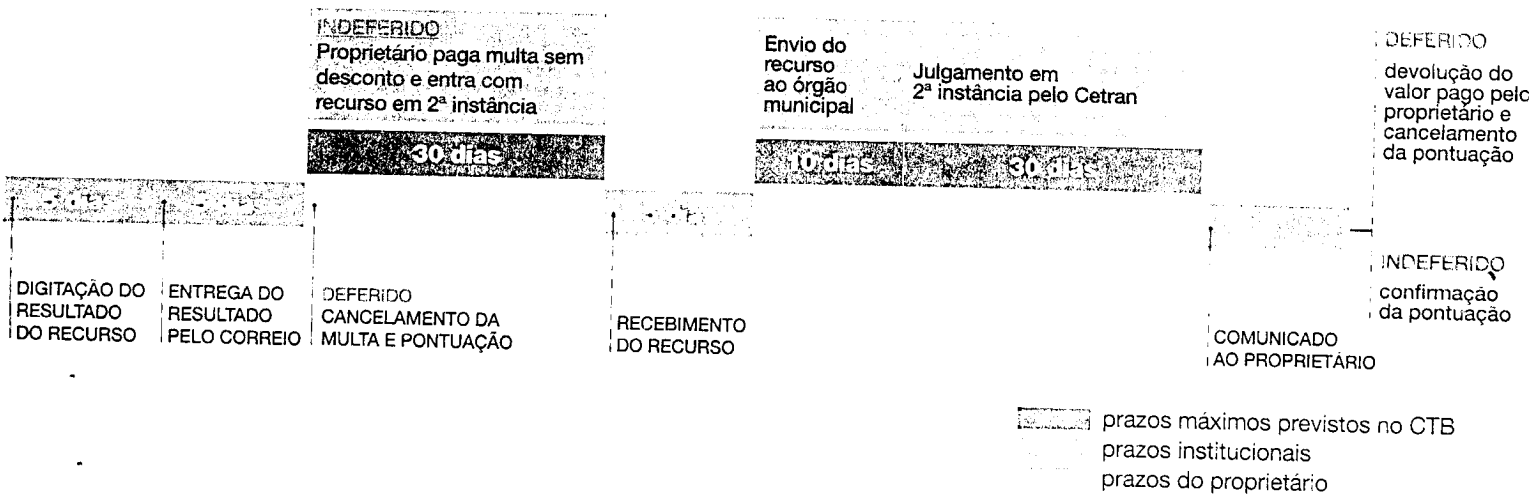 INDEFERIDO
Proprietário paga multa sem
desconto e entra com
recurso em 2ª instância
30 dias
Envio do
recurso
ao órgão
municipal
Julgamento em
2ª instância pelo Cetran
10 dias
30 dias
DEFERIDO
devolução do
valor pago pelo
proprietário e
cancelamento
da pontuação
DIGITAÇÃO DO
RESULTADO
DO RECURSO
ENTREGA DO
RESULTADO
PELO CORREIO
DEFERIDO
CANCELAMENTO DA
MULTA E PONTUAÇÃO
RECEBIMENTO
DO RECURSO
COMUNICADO
AO PROPRIETÁRIO
INDEFERIDO
confirmação
da pontuação
prazos máximos previstos no CTB
prazos institucionais
prazos do proprietário